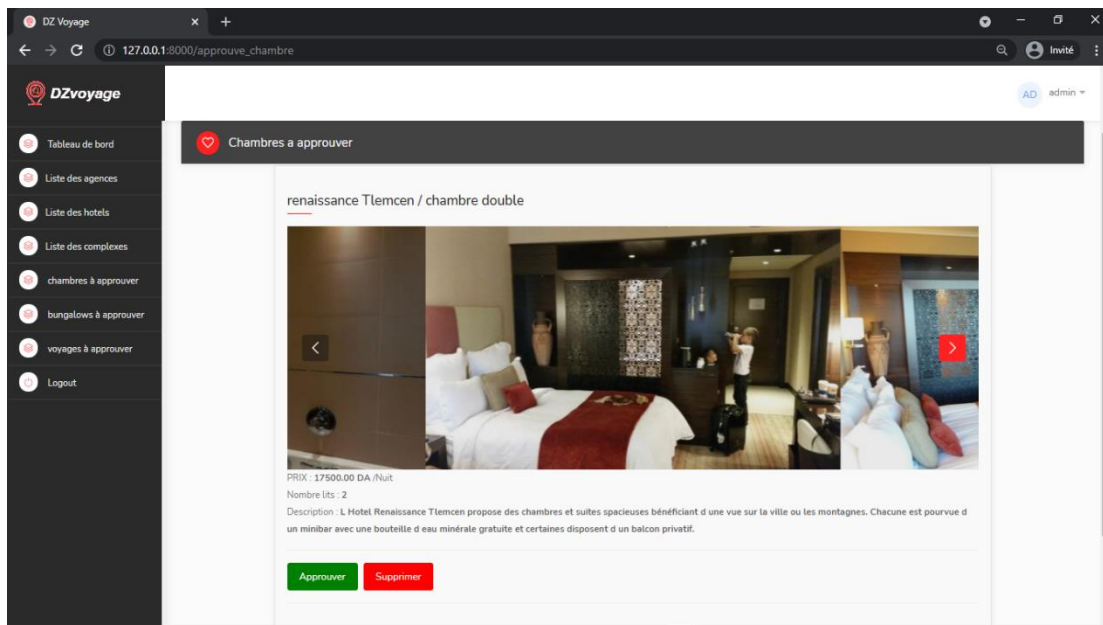 DZ Voyage
127.0.0.1:8000/approuve_chambre
Invité
DZvoyage
AD admin
Tableau de bord
Liste des agences
Liste des hotels
Liste des complexes
chambres à approuver
bungalows à approuver
voyages à approuver
Logout
Chambres a approuver
renaissance Tlemcen / chambre double
PRIX : 17500.00 DA /Nuit
Nombre lits : 2
Description : L Hotel Renaissance Tlemcen propose des chambres et suites spacieuses bénéficiant d une vue sur la ville ou les montagnes. Chacune est pourvue d
un minibar avec une bouteille d eau minérale gratuite et certaines disposent d un balcon privatif.
Approuver Supprimer